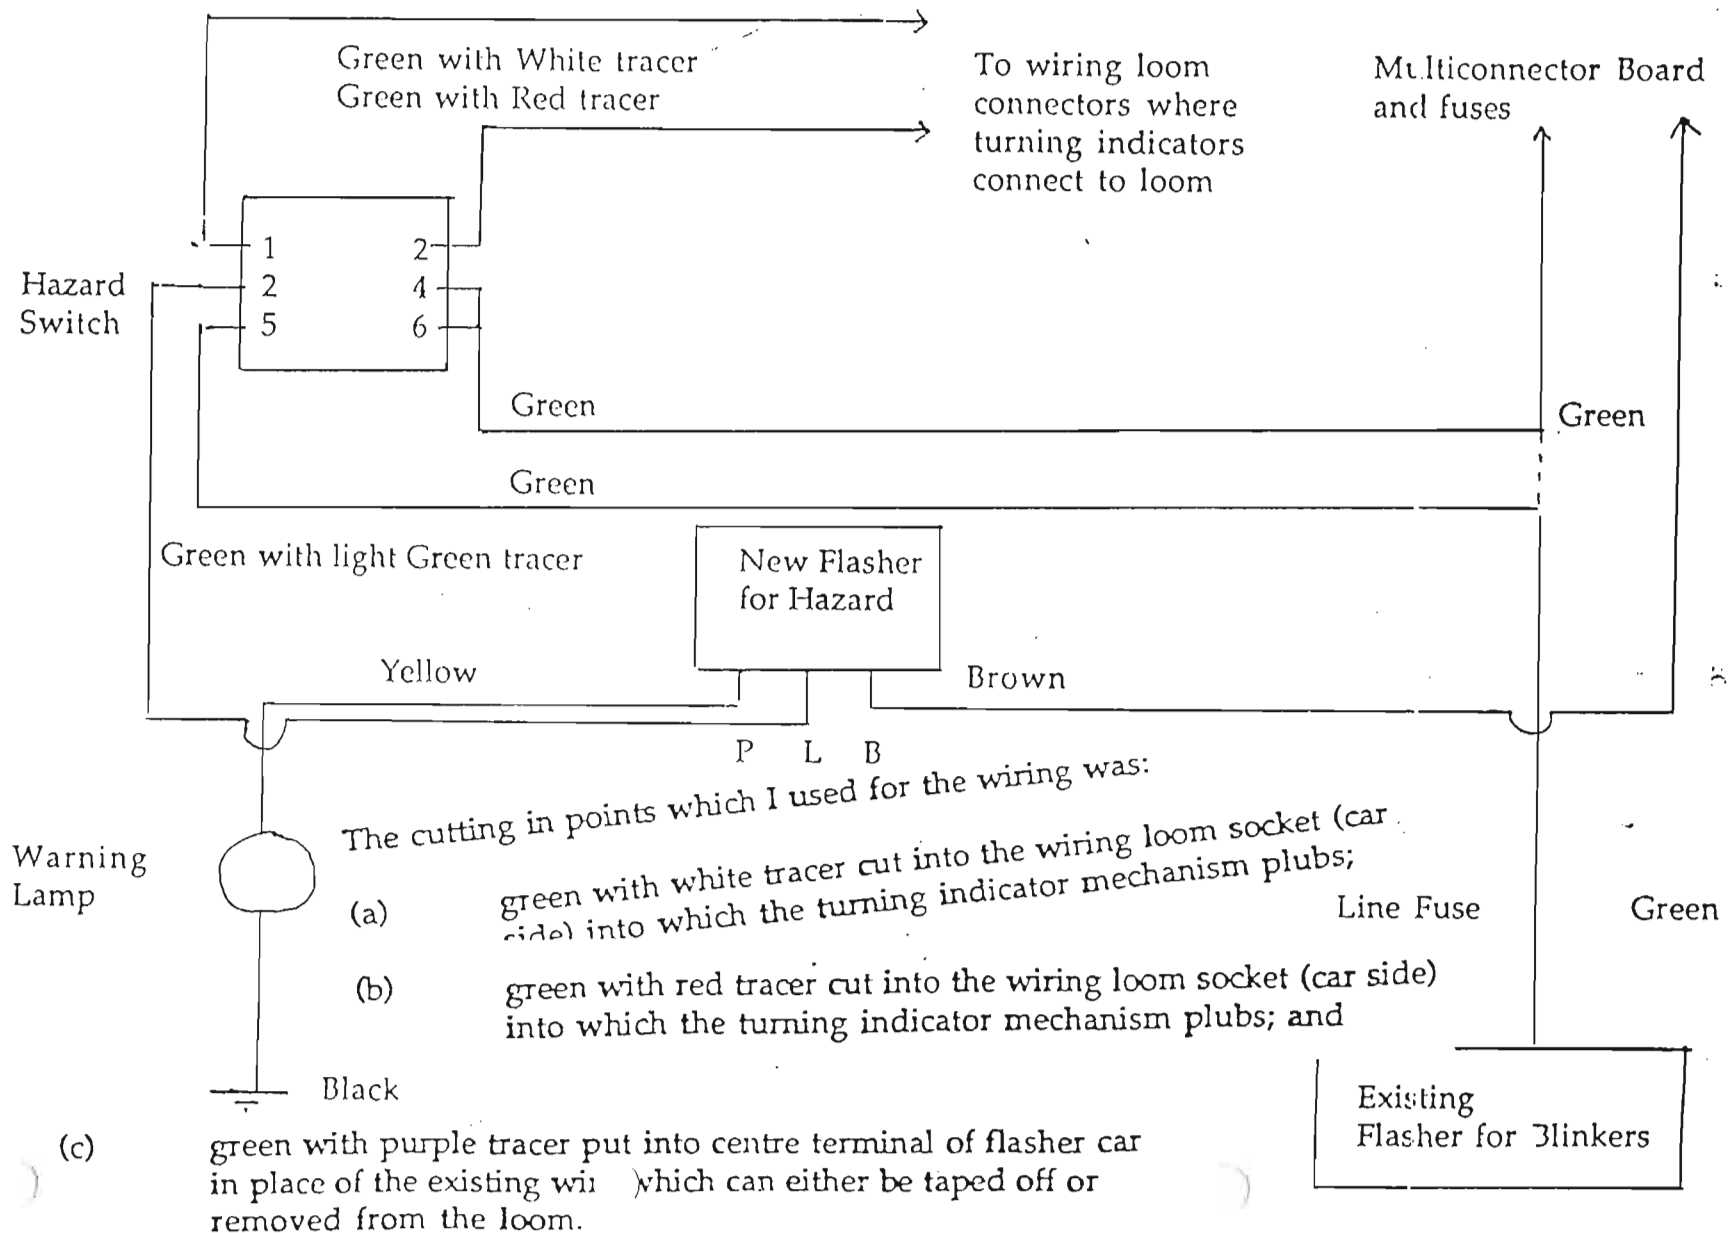 Green with White tracer
Green with Red tracer
To wiring loom
connectors where
turning indicators
connect to loom
Multiconnector Board
and fuses
Hazard
Switch
1 2
2 4
5 6
Green
Green
Green
Green with light Green tracer
New Flasher
for Hazard
Yellow
Brown
P L B
The cutting in points which I used for the wiring was:
Warning
Lamp
(a) green with white tracer cut into the wiring loom socket (car
side) into which the turning indicator mechanism plubs;
Line Fuse
Green
(b) green with red tracer cut into the wiring loom socket (car side)
into which the turning indicator mechanism plubs; and
Black
Existing
Flasher for Blinkers
(c) green with purple tracer put into centre terminal of flasher car
in place of the existing which can either be taped off or
removed from the loom.